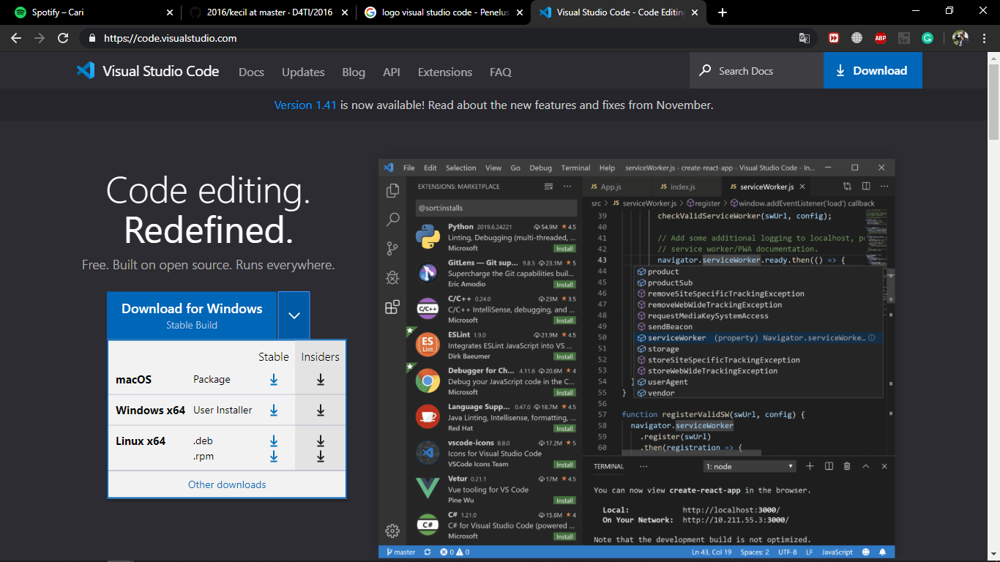 Spotify – Cari
2016/kecil at master · D4TI/2016
logo visual studio code - Penelus
Visual Studio Code - Code Editing
https://code.visualstudio.com
ABP
Visual Studio Code
Docs
Updates
Blog
API
Extensions
FAQ
Search Docs
Download
Version 1.41 is now available! Read about the new features and fixes from November.
Code editing.
Redefined.
Free. Built on open source. Runs everywhere.
Download for Windows
Stable Build
Stable Insiders
macOS Package
Windows x64 User Installer
Linux x64 .deb
.rpm
Other downloads
File Edit Selection View Go Debug Terminal Help serviceWorker.js - create-react-app - Visual Studio Code - In...
EXTENSIONS: MARKETPLACE
@sort:installs
Python 2019.6.24221 54.9M 4.5
Linting, Debugging (multi-threaded, ...
Microsoft Install
GitLens — Git sup... 9.8.5 23.1M 5
Supercharge the Git capabilities buil...
Eric Amodio Install
C/C++ 0.24.0 23M 3.5
C/C++ IntelliSense, debugging, and ...
Microsoft Install
ESLint 1.9.0 21.9M 4.5
Integrates ESLint JavaScript into VS ...
Dirk Baeumer Install
Debugger for Ch... 4.11.6 20.6M 4
Debug your JavaScript code in the C...
Microsoft Install
Language Supp... 0.47.0 18.7M 4.5
Java Linting, Intellisense, formatting, ...
Red Hat Install
vscode-icons 8.8.0 17.2M 5
Icons for Visual Studio Code
VSCode Icons Team Install
Vetur 0.21.1 17M 4.5
Vue tooling for VS Code
Pine Wu Install
C# 1.21.0 15.6M 4
C# for Visual Studio Code (powered ...
Microsoft Install
JS App.js
JS index.js
JS serviceWorker.js
src > JS serviceWorker.js > register > window.addEventListener('load') callback
39 checkValidServiceWorker(swUrl, config);
40
41 // Add some additional logging to localhost, po
42 // service worker/PWA documentation.
43 navigator.serviceWorker.ready.then(() => {
44 product
45 productSub
46 removeSiteSpecificTrackingException
47 removeWebWideTrackingException
48 requestMediaKeySystemAccess
49 sendBeacon
50 serviceWorker (property) Navigator.serviceWorke...
51 storage
52 storeSiteSpecificTrackingException
53 storeWebWideTrackingException
54 } userAgent
55 } vendor
56
57 function registerValidSW(swUrl, config) {
58 navigator.serviceWorker
59 .register(swUrl)
60 .then(registration => {
TERMINAL ... 1: node
You can now view create-react-app in the browser.
Local: http://localhost:3000/
On Your Network: http://10.211.55.3:3000/
Note that the development build is not optimized.
master 0 0 Ln 43, Col 19 Spaces: 2 UTF-8 LF JavaScript